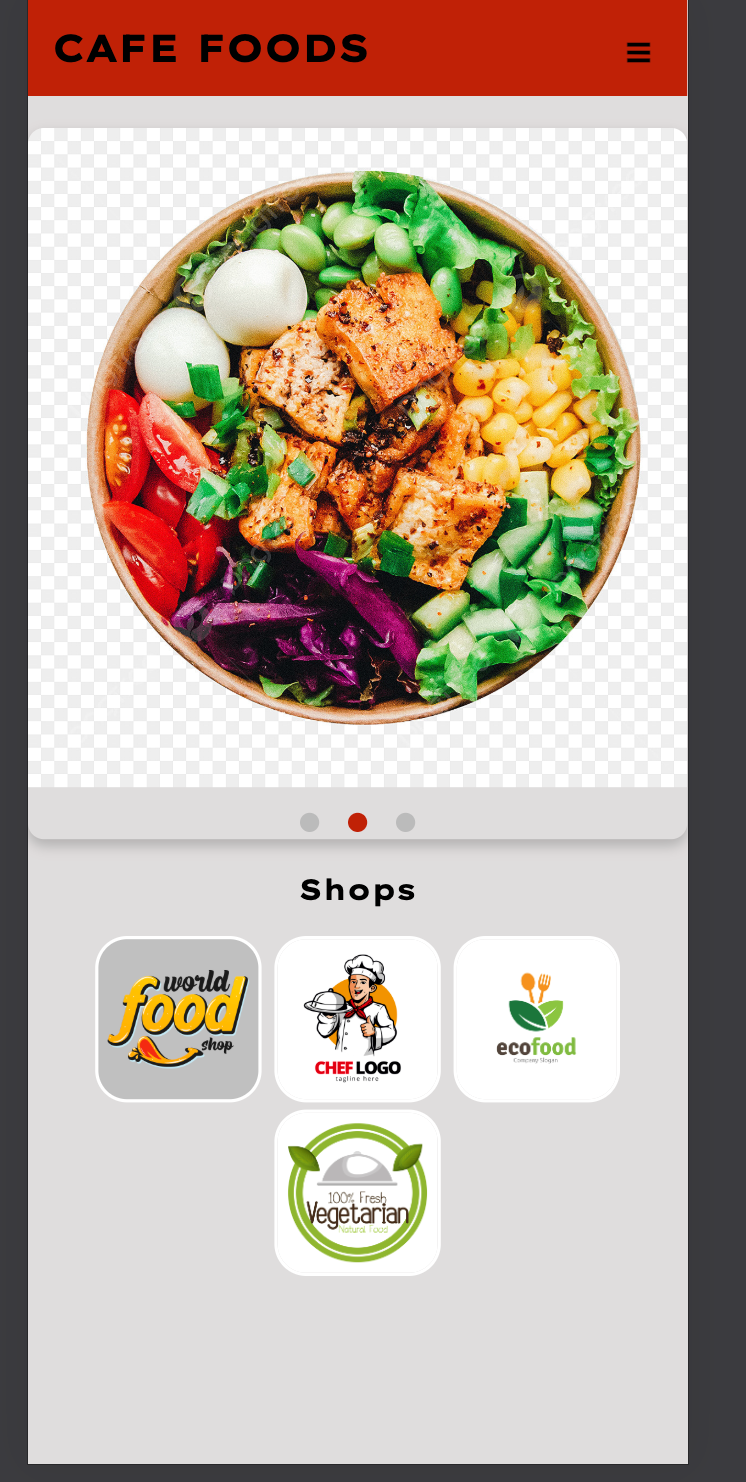 CAFE FOODS
Shops
world
food
shop
CHEF LOGO
tagline here
ecofood
Company Slogan
100% Fresh
Vegetarian
Natural Food